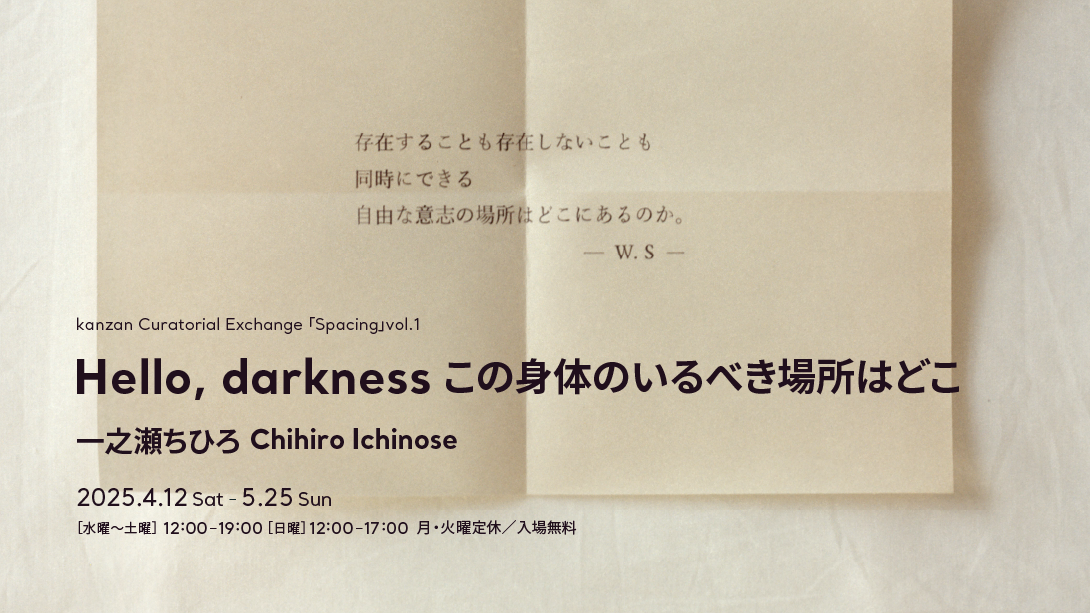 存在することも存在しないことも
同時にできる
自由な意志の場所はどこにあるのか。
— W. S —
kanzan Curatorial Exchange「Spacing」vol.1
Hello, darkness この身体のいるべき場所はどこ
一之瀬ちひろ Chihiro Ichinose
2025.4.12 Sat - 5.25 Sun
[水曜〜土曜] 12:00-19:00 [日曜] 12:00-17:00 月・火曜定休／入場無料